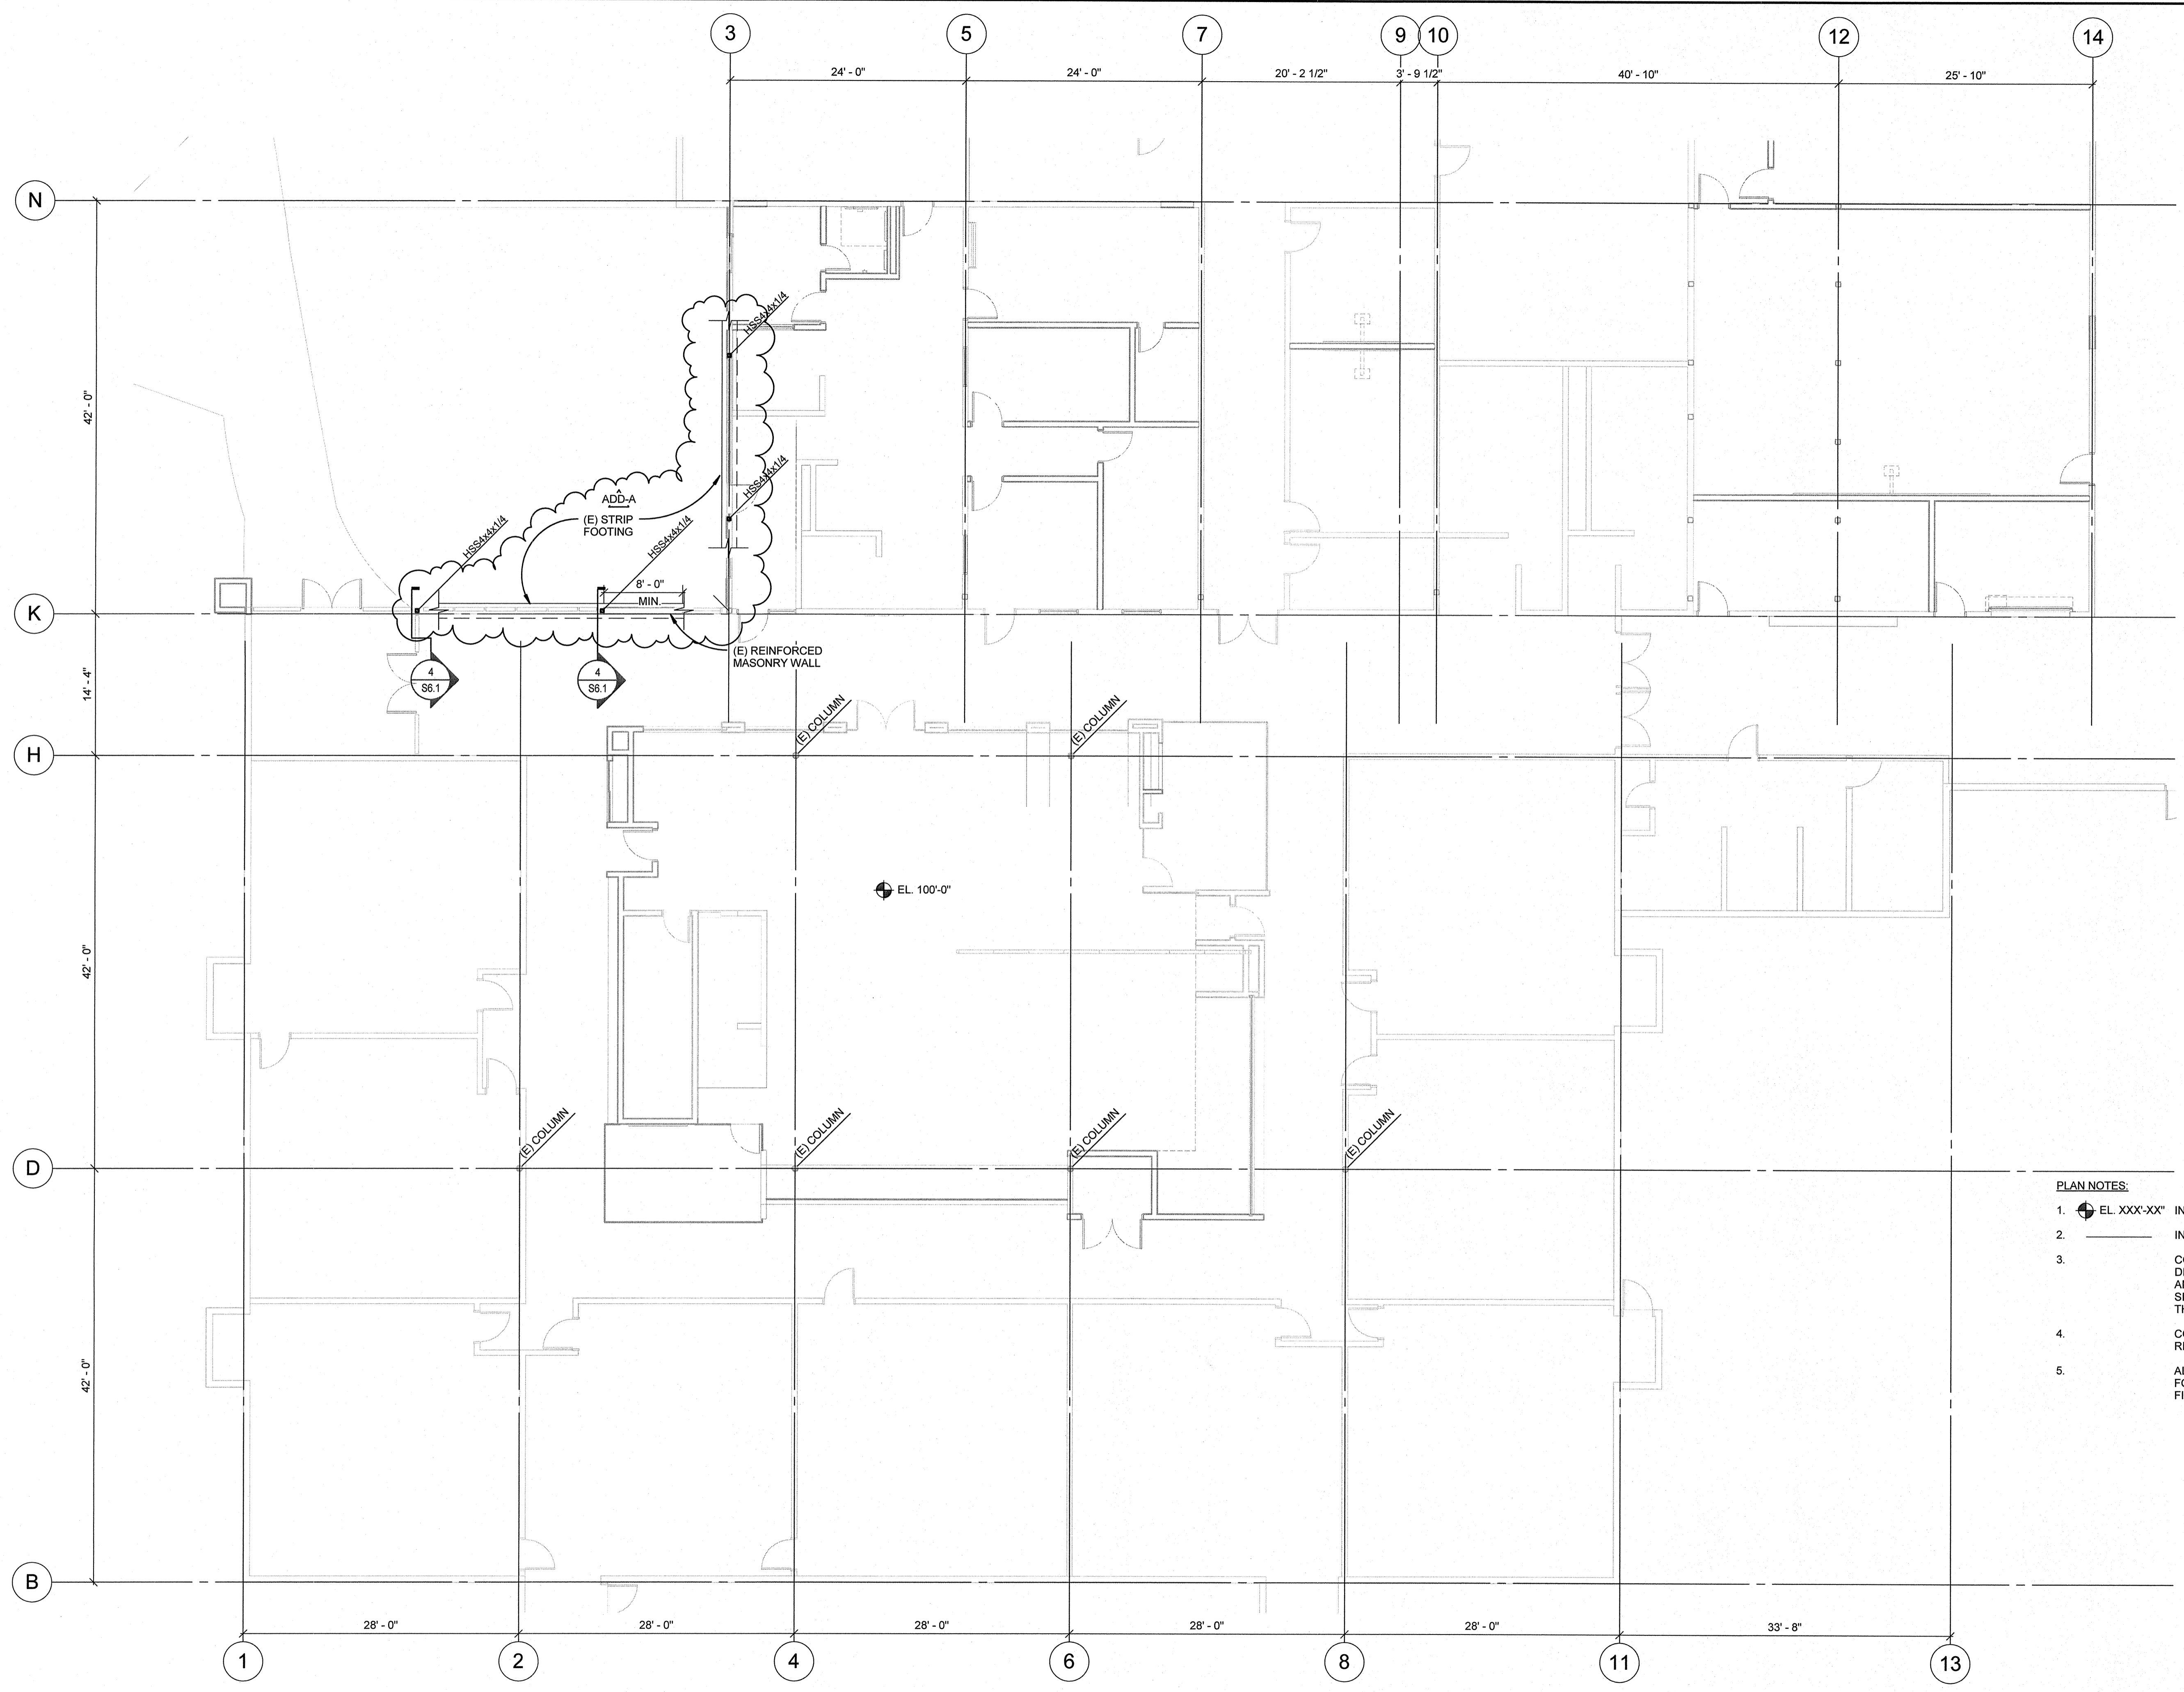 3
5
7
9
10
12
14
24' - 0"
24' - 0"
20' - 2 1/2"
3' - 9 1/2"
40' - 10"
25' - 10"
N
42' - 0"
HSS4x4x1/4
HSS4x4x1/4
ADD-A
(E) STRIP
FOOTING
HSS4x4x1/4
HSS4x4x1/4
8' - 0"
MIN.
K
(E) REINFORCED
MASONRY WALL
4
S6.1
4
S6.1
14' - 4"
(E) COLUMN
(E) COLUMN
H
EL. 100'-0"
42' - 0"
(E) COLUMN
(E) COLUMN
(E) COLUMN
(E) COLUMN
D
PLAN NOTES:
1. EL. XXX'-XX" IN
2. IN
3.
4.
5.
42' - 0"
B
28' - 0"
28' - 0"
28' - 0"
28' - 0"
28' - 0"
33' - 8"
1
2
4
6
8
11
13